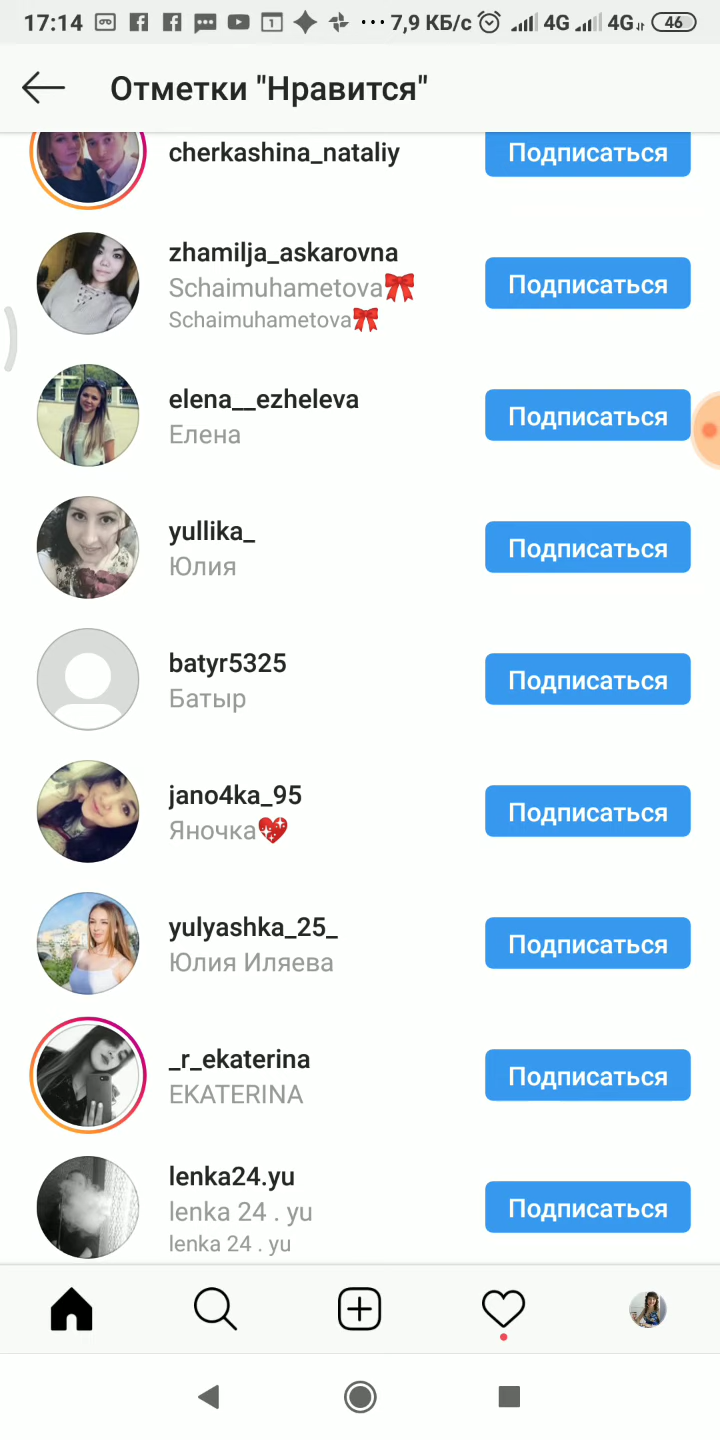 17:14 1 ··· 7,9 КБ/с 4G 4G 46
Отметки "Нравится"
cherkashina_nataliy Подписаться
zhamilja_askarovna
Schaimuhametova🎀 Подписаться
Schaimuhametova🎀
elena__ezheleva
Елена Подписаться
yullika_
Юлия Подписаться
batyr5325
Батыр Подписаться
jano4ka_95
Яночка💖 Подписаться
yulyashka_25_
Юлия Иляева Подписаться
_r_ekaterina
EKATERINA Подписаться
lenka24.yu
lenka 24 . yu Подписаться
lenka 24 . yu